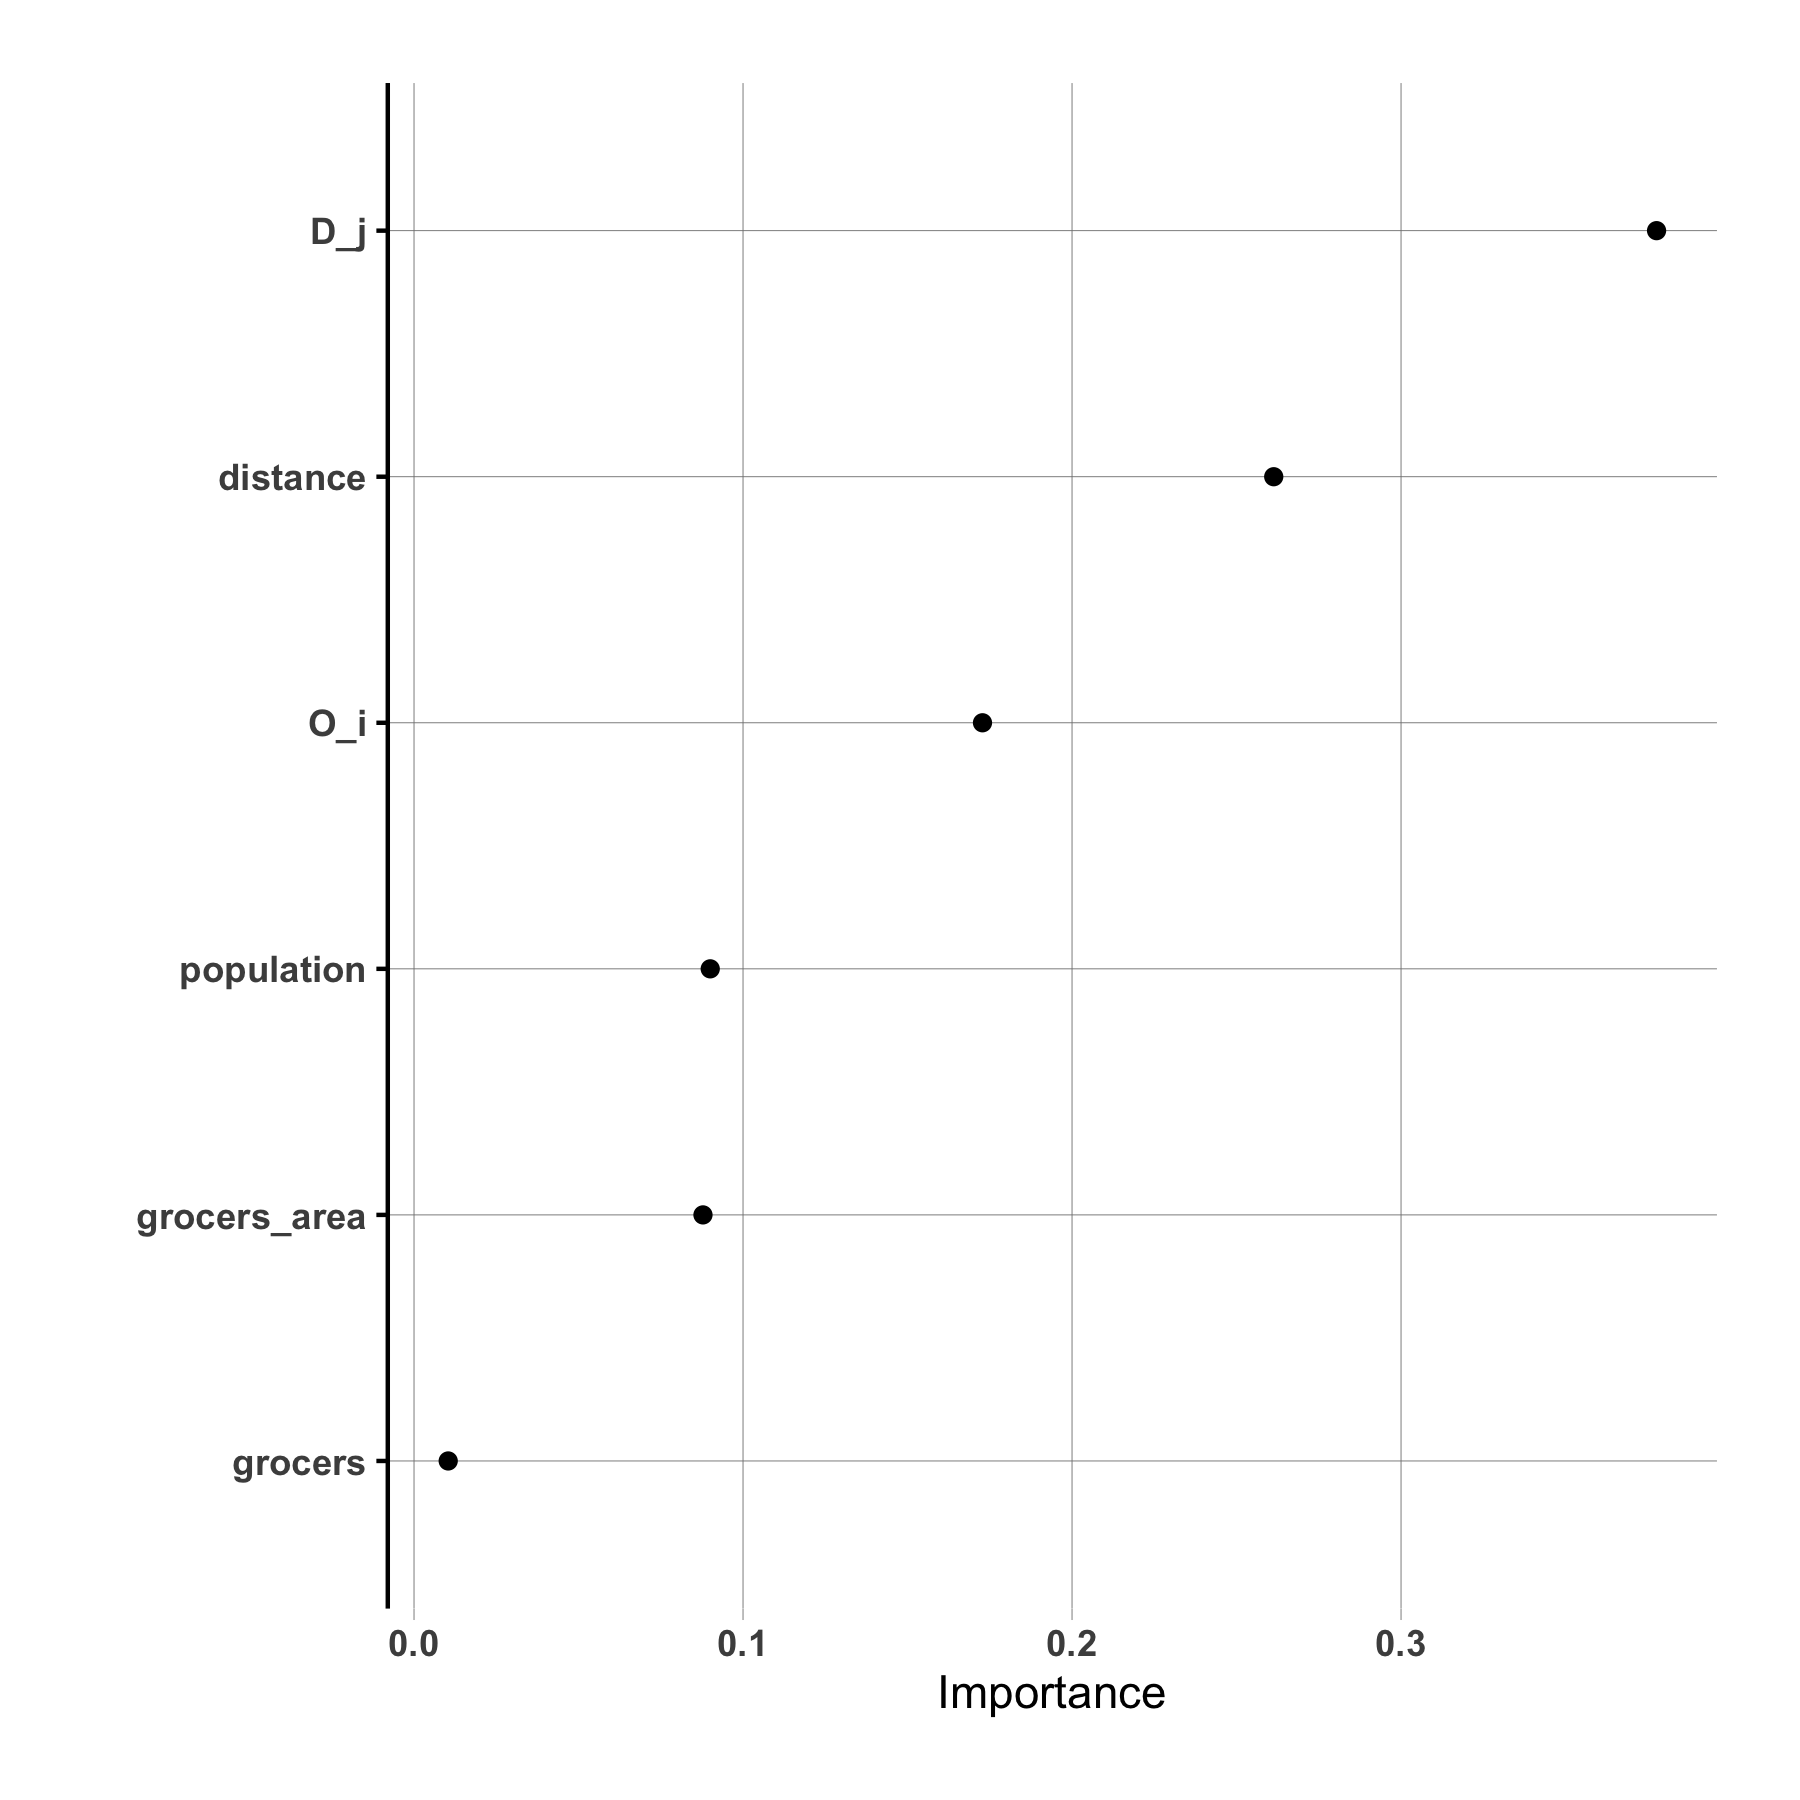 D_j
distance
O_i
population
grocers_area
grocers
0.0 0.1 0.2 0.3
Importance